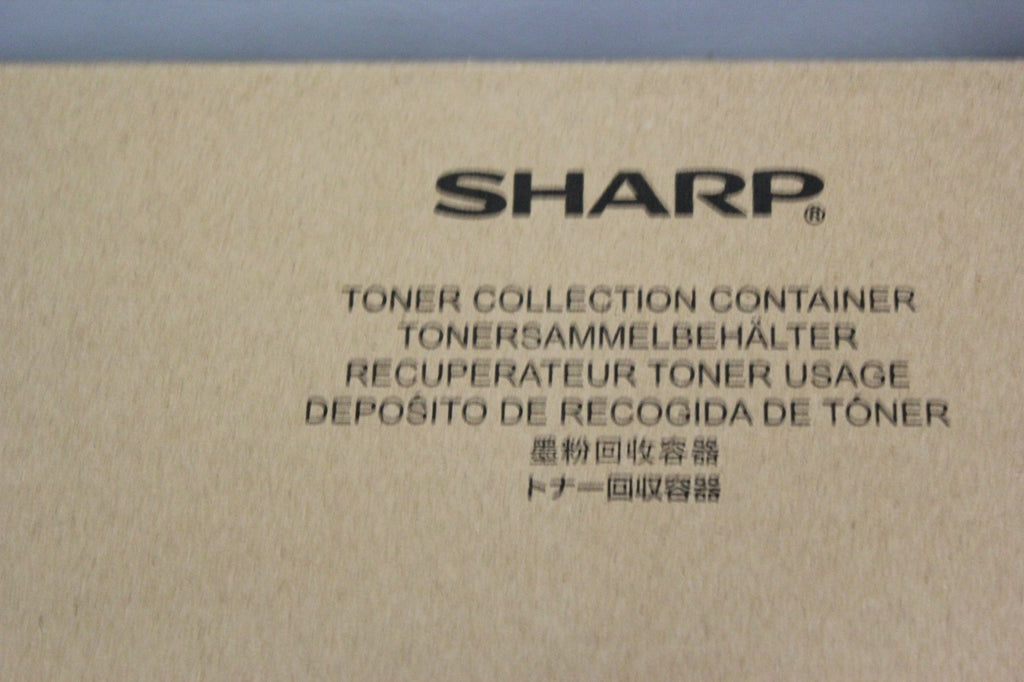 SHARP®
TONER COLLECTION CONTAINER
TONERSAMMELBEHÄLTER
RECUPERATEUR TONER USAGE
DEPOŚITO DE RECOGIDA DE TÓNER
墨粉回收容器
トナー回収容器